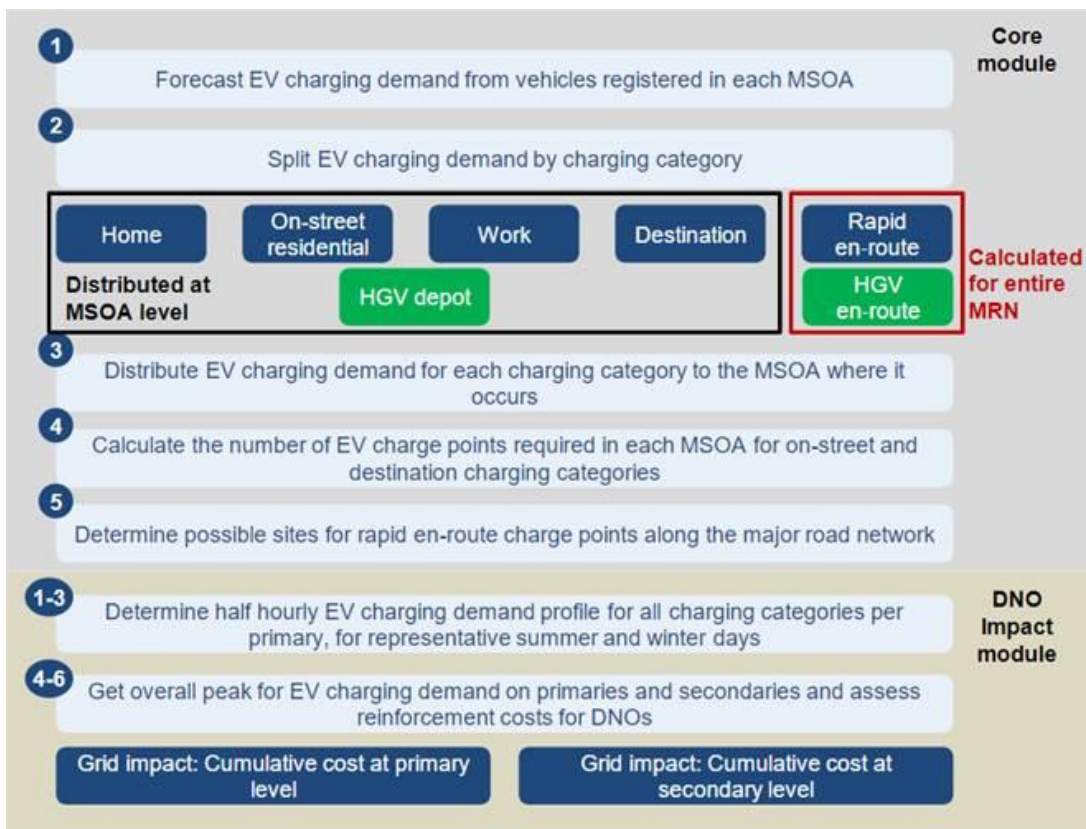 1
Core
module
Forecast EV charging demand from vehicles registered in each MSOA
2
Split EV charging demand by charging category
Home
On-street
residential
Work
Destination
Rapid
en-route
Distributed at
MSOA level
HGV depot
HGV
en-route
Calculated
for entire
MRN
3
Distribute EV charging demand for each charging category to the MSOA where it
occurs
4
Calculate the number of EV charge points required in each MSOA for on-street and
destination charging categories
5
Determine possible sites for rapid en-route charge points along the major road network
1-3
Determine half hourly EV charging demand profile for all charging categories per
primary, for representative summer and winter days
DNO
Impact
module
4-6
Get overall peak for EV charging demand on primaries and secondaries and assess
reinforcement costs for DNOs
Grid impact: Cumulative cost at primary
level
Grid impact: Cumulative cost at
secondary level